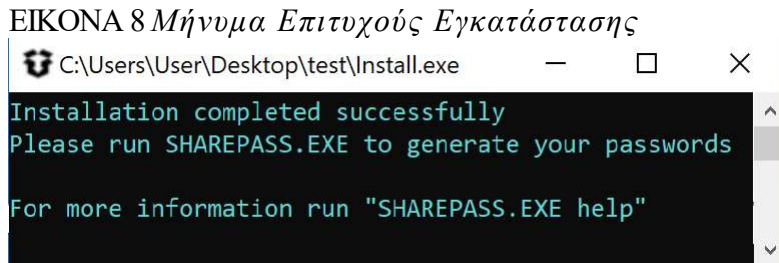 ΕΙΚΟΝΑ 8 Μήνυμα Επιτυχούς Εγκατάστασης
C:\Users\User\Desktop\test\Install.exe
Installation completed successfully
Please run SHAREPASS.EXE to generate your passwords
For more information run "SHAREPASS.EXE help"